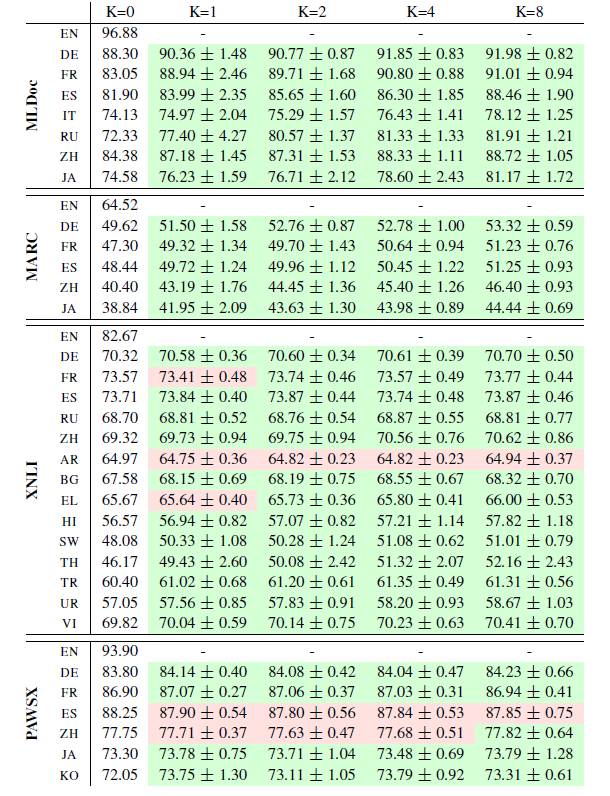 K=0 K=1 K=2 K=4 K=8
MLDoc
EN 96.88 - - - -
DE 88.30 90.36 ± 1.48 90.77 ± 0.87 91.85 ± 0.83 91.98 ± 0.82
FR 83.05 88.94 ± 2.46 89.71 ± 1.68 90.80 ± 0.88 91.01 ± 0.94
ES 81.90 83.99 ± 2.35 85.65 ± 1.60 86.30 ± 1.85 88.46 ± 1.90
IT 74.13 74.97 ± 2.04 75.29 ± 1.57 76.43 ± 1.41 78.12 ± 1.25
RU 72.33 77.40 ± 4.27 80.57 ± 1.37 81.33 ± 1.33 81.91 ± 1.21
ZH 84.38 87.18 ± 1.45 87.31 ± 1.53 88.33 ± 1.11 88.72 ± 1.05
JA 74.58 76.23 ± 1.59 76.71 ± 2.12 78.60 ± 2.43 81.17 ± 1.72
MARC
EN 64.52 - - - -
DE 49.62 51.50 ± 1.58 52.76 ± 0.87 52.78 ± 1.00 53.32 ± 0.59
FR 47.30 49.32 ± 1.34 49.70 ± 1.43 50.64 ± 0.94 51.23 ± 0.76
ES 48.44 49.72 ± 1.24 49.96 ± 1.12 50.45 ± 1.22 51.25 ± 0.93
ZH 40.40 43.19 ± 1.76 44.45 ± 1.36 45.40 ± 1.26 46.40 ± 0.93
JA 38.84 41.95 ± 2.09 43.63 ± 1.30 43.98 ± 0.89 44.44 ± 0.69
XNLI
EN 82.67 - - - -
DE 70.32 70.58 ± 0.36 70.60 ± 0.34 70.61 ± 0.39 70.70 ± 0.50
FR 73.57 73.41 ± 0.48 73.74 ± 0.46 73.57 ± 0.49 73.77 ± 0.44
ES 73.71 73.84 ± 0.40 73.87 ± 0.44 73.74 ± 0.48 73.87 ± 0.46
RU 68.70 68.81 ± 0.52 68.76 ± 0.54 68.87 ± 0.55 68.81 ± 0.77
ZH 69.32 69.73 ± 0.94 69.75 ± 0.94 70.56 ± 0.76 70.62 ± 0.86
AR 64.97 64.75 ± 0.36 64.82 ± 0.23 64.82 ± 0.23 64.94 ± 0.37
BG 67.58 68.15 ± 0.69 68.19 ± 0.75 68.55 ± 0.67 68.32 ± 0.70
EL 65.67 65.64 ± 0.40 65.73 ± 0.36 65.80 ± 0.41 66.00 ± 0.53
HI 56.57 56.94 ± 0.82 57.07 ± 0.82 57.21 ± 1.14 57.82 ± 1.18
SW 48.08 50.33 ± 1.08 50.28 ± 1.24 51.08 ± 0.62 51.01 ± 0.79
TH 46.17 49.43 ± 2.60 50.08 ± 2.42 51.32 ± 2.07 52.16 ± 2.43
TR 60.40 61.02 ± 0.68 61.20 ± 0.61 61.35 ± 0.49 61.31 ± 0.56
UR 57.05 57.56 ± 0.85 57.83 ± 0.91 58.20 ± 0.93 58.67 ± 1.03
VI 69.82 70.04 ± 0.59 70.14 ± 0.75 70.23 ± 0.63 70.41 ± 0.70
PAWSX
EN 93.90 - - - -
DE 83.80 84.14 ± 0.40 84.08 ± 0.42 84.04 ± 0.47 84.23 ± 0.66
FR 86.90 87.07 ± 0.27 87.06 ± 0.37 87.03 ± 0.31 86.94 ± 0.41
ES 88.25 87.90 ± 0.54 87.80 ± 0.56 87.84 ± 0.53 87.85 ± 0.75
ZH 77.75 77.71 ± 0.37 77.63 ± 0.47 77.68 ± 0.51 77.82 ± 0.64
JA 73.30 73.78 ± 0.75 73.71 ± 1.04 73.48 ± 0.69 73.79 ± 1.28
KO 72.05 73.75 ± 1.30 73.11 ± 1.05 73.79 ± 0.92 73.31 ± 0.61